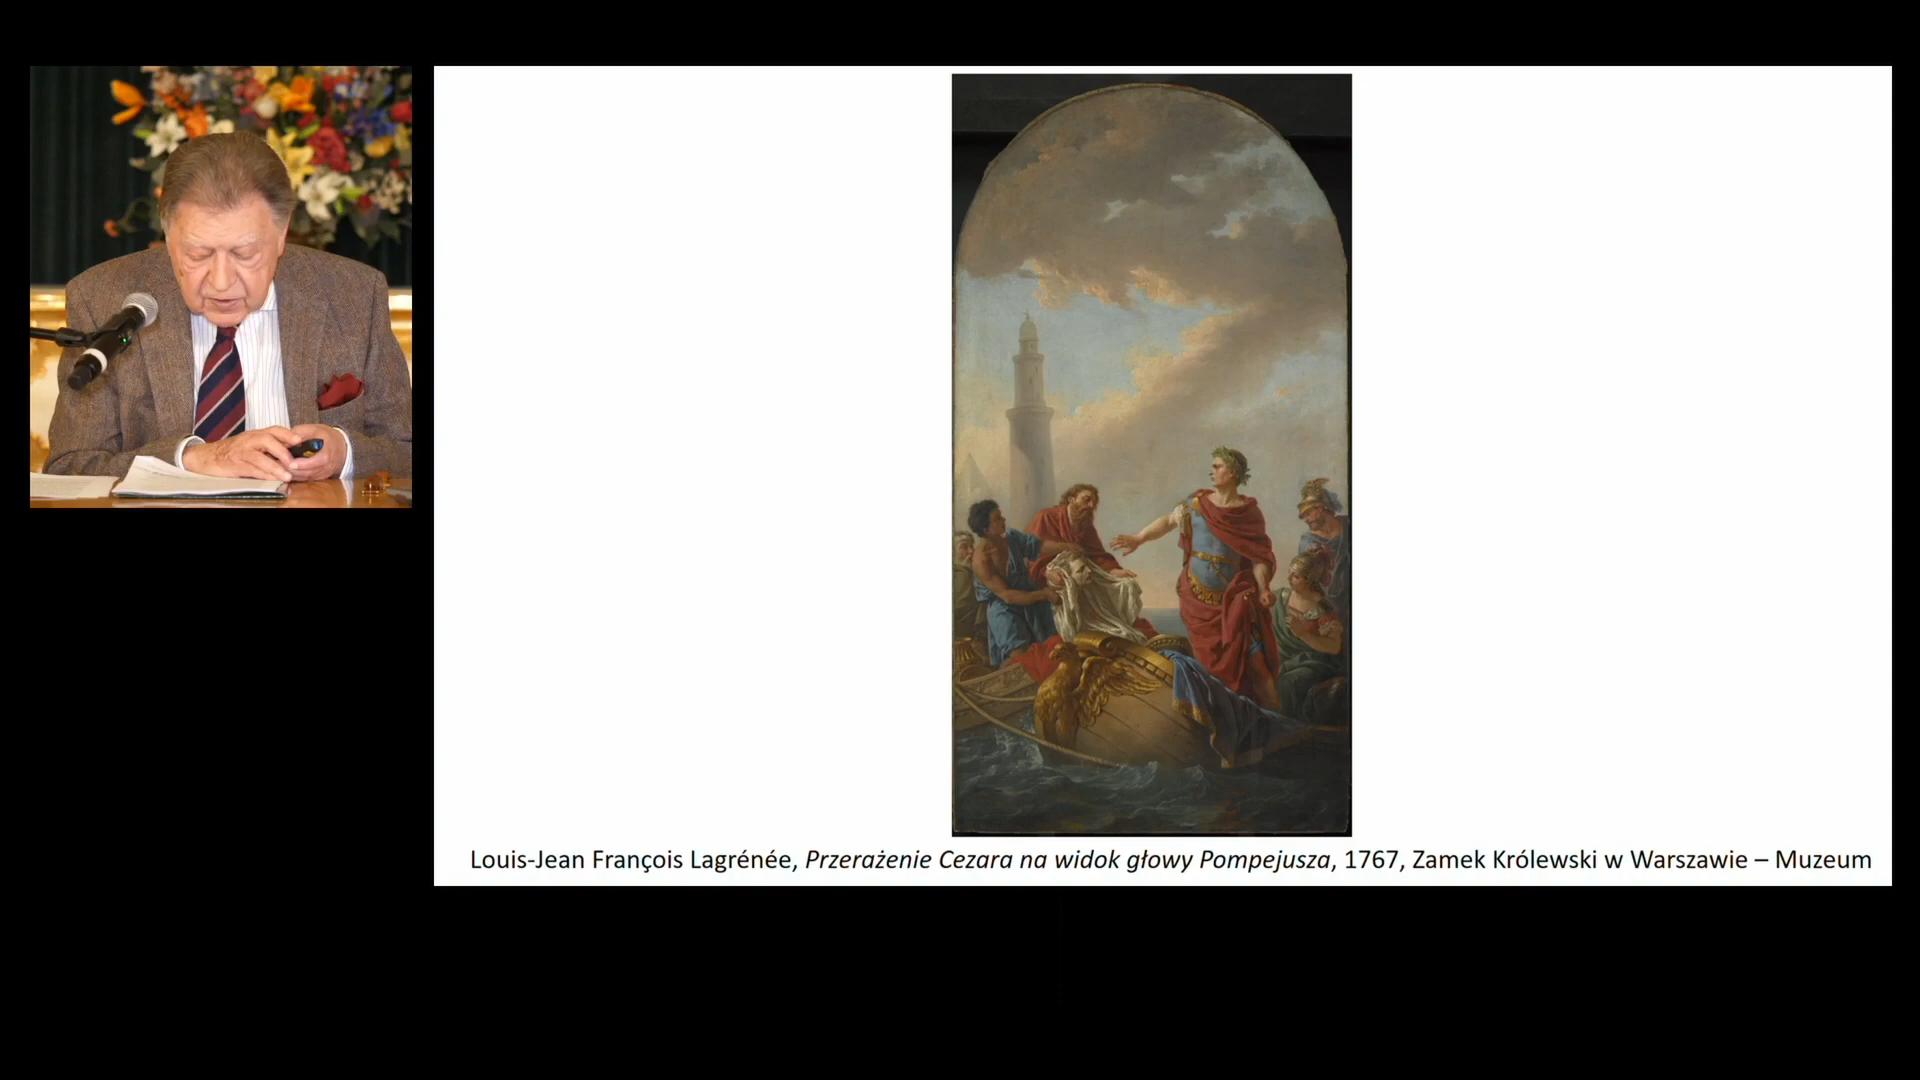 Louis-Jean François Lagrénée, Przerażenie Cezara na widok głowy Pompejusza, 1767, Zamek Królewski w Warszawie – Muzeum